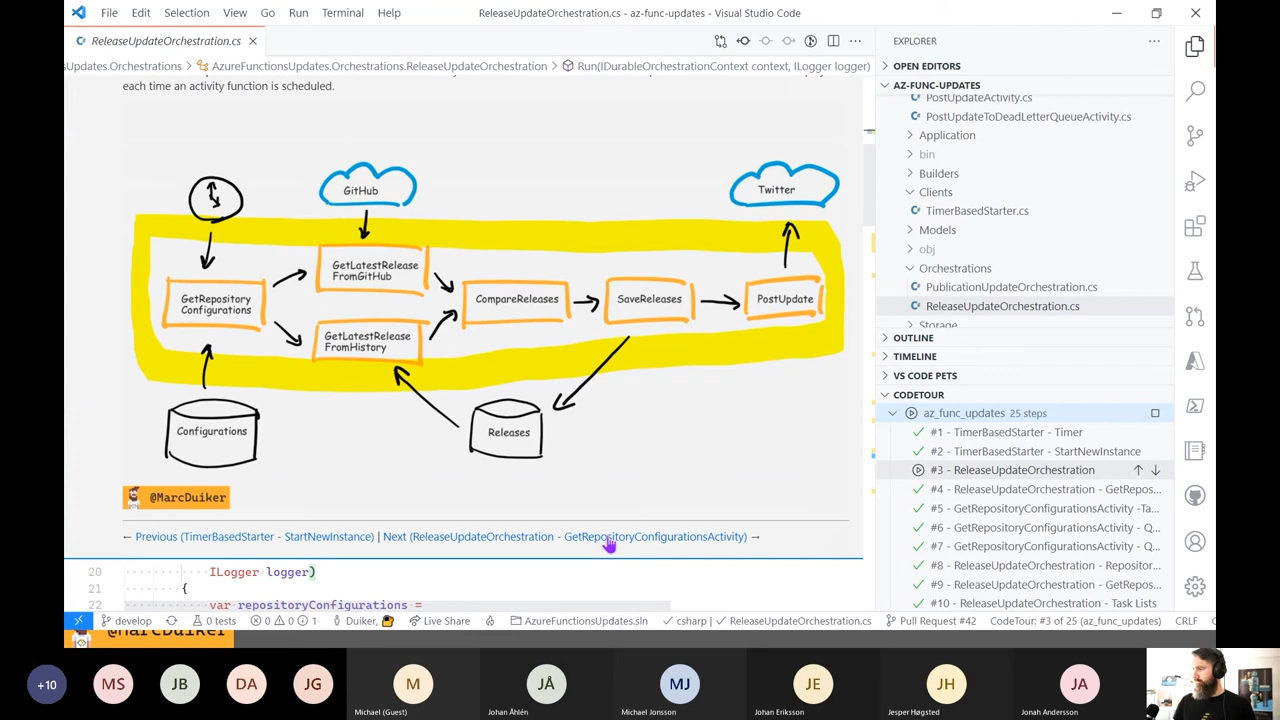 File Edit Selection View Go Run Terminal Help
ReleaseUpdateOrchestration.cs - az-func-updates - Visual Studio Code
ReleaseUpdateOrchestration.cs
sUpdates.Orchestrations > AzureFunctionsUpdates.Orchestrations.ReleaseUpdateOrchestration > Run(IDurableOrchestrationContext context, ILogger logger)
each time an activity function is scheduled.
GitHub
Twitter
GetRepository
Configurations
GetLatestRelease
FromGitHub
GetLatestRelease
FromHistory
CompareReleases
SaveReleases
PostUpdate
Configurations
Releases
@MarcDuiker
← Previous (TimerBasedStarter - StartNewInstance) | Next (ReleaseUpdateOrchestration - GetRepositoryConfigurationsActivity) →
20 ILogger logger)
21 {
22 var repositoryConfigurations =
EXPLORER
OPEN EDITORS
AZ-FUNC-UPDATES
PostUpdateActivity.cs
PostUpdateToDeadLetterQueueActivity.cs
Application
bin
Builders
Clients
TimerBasedStarter.cs
Models
obj
Orchestrations
PublicationUpdateOrchestration.cs
ReleaseUpdateOrchestration.cs
Storage
OUTLINE
TIMELINE
VS CODE PETS
CODETOUR
az_func_updates 25 steps
#1 - TimerBasedStarter - Timer
#2 - TimerBasedStarter - StartNewInstance
#3 - ReleaseUpdateOrchestration
#4 - ReleaseUpdateOrchestration - GetRepos...
#5 - GetRepositoryConfigurationsActivity -Ta...
#6 - GetRepositoryConfigurationsActivity - Q...
#7 - GetRepositoryConfigurationsActivity - Q...
#8 - ReleaseUpdateOrchestration - Repositor...
#9 - ReleaseUpdateOrchestration - GetRepos...
#10 - ReleaseUpdateOrchestration - Task Lists
develop 0 tests 0 0 1 Duiker, Live Share AzureFunctionsUpdates.sln csharp | ReleaseUpdateOrchestration.cs Pull Request #42 CodeTour: #3 of 25 (az_func_updates) CRLF
@MarcDuiker
+10 MS JB DA JG M JÅ MJ JE JH JA
Michael (Guest) Johan Åhlén Michael Jonsson Johan Eriksson Jesper Høgsted Jonah Andersson